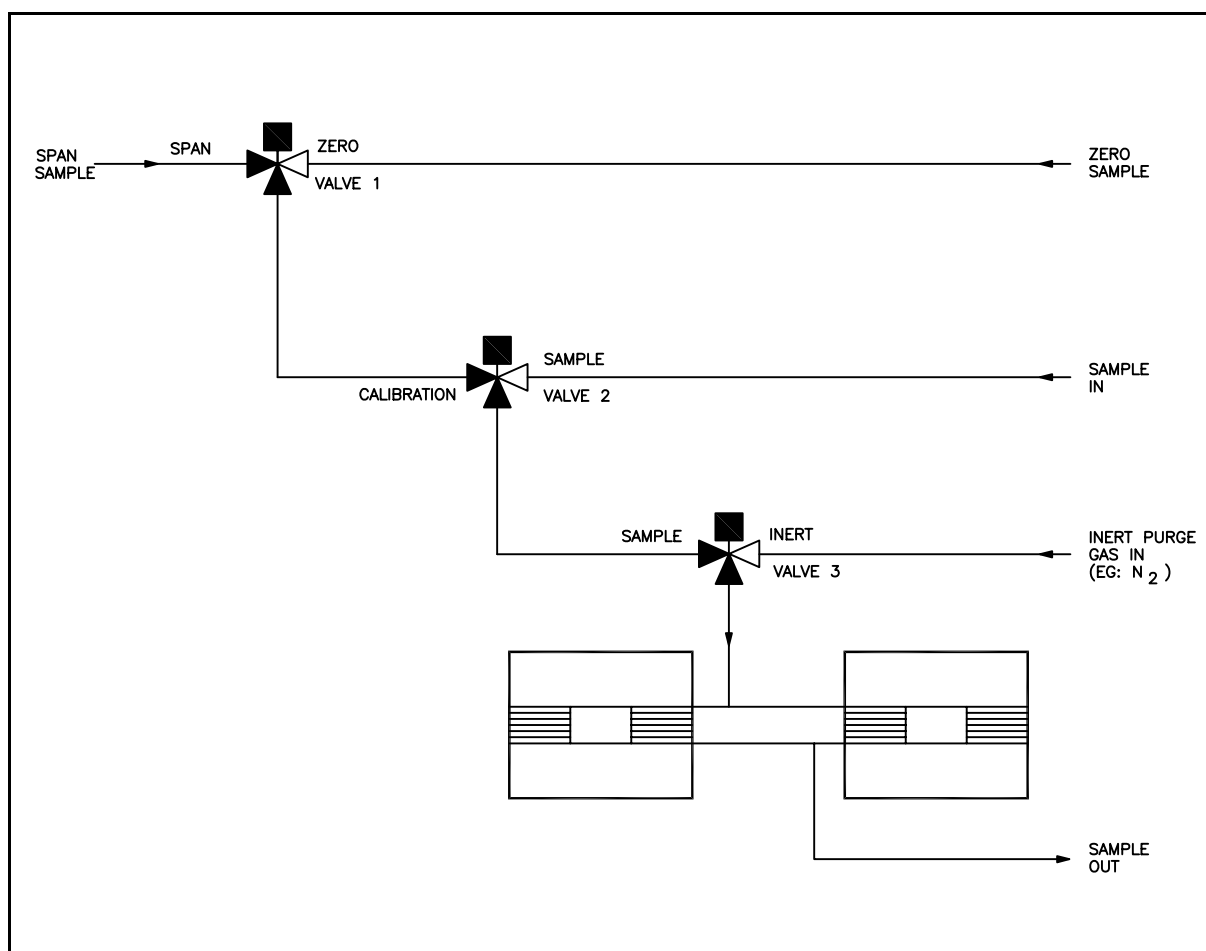 SPAN
SAMPLE
SPAN
ZERO
VALVE 1
ZERO
SAMPLE
CALIBRATION
SAMPLE
VALVE 2
SAMPLE
IN
SAMPLE
INERT
VALVE 3
INERT PURGE
GAS IN
(EG: N2)
SAMPLE
OUT